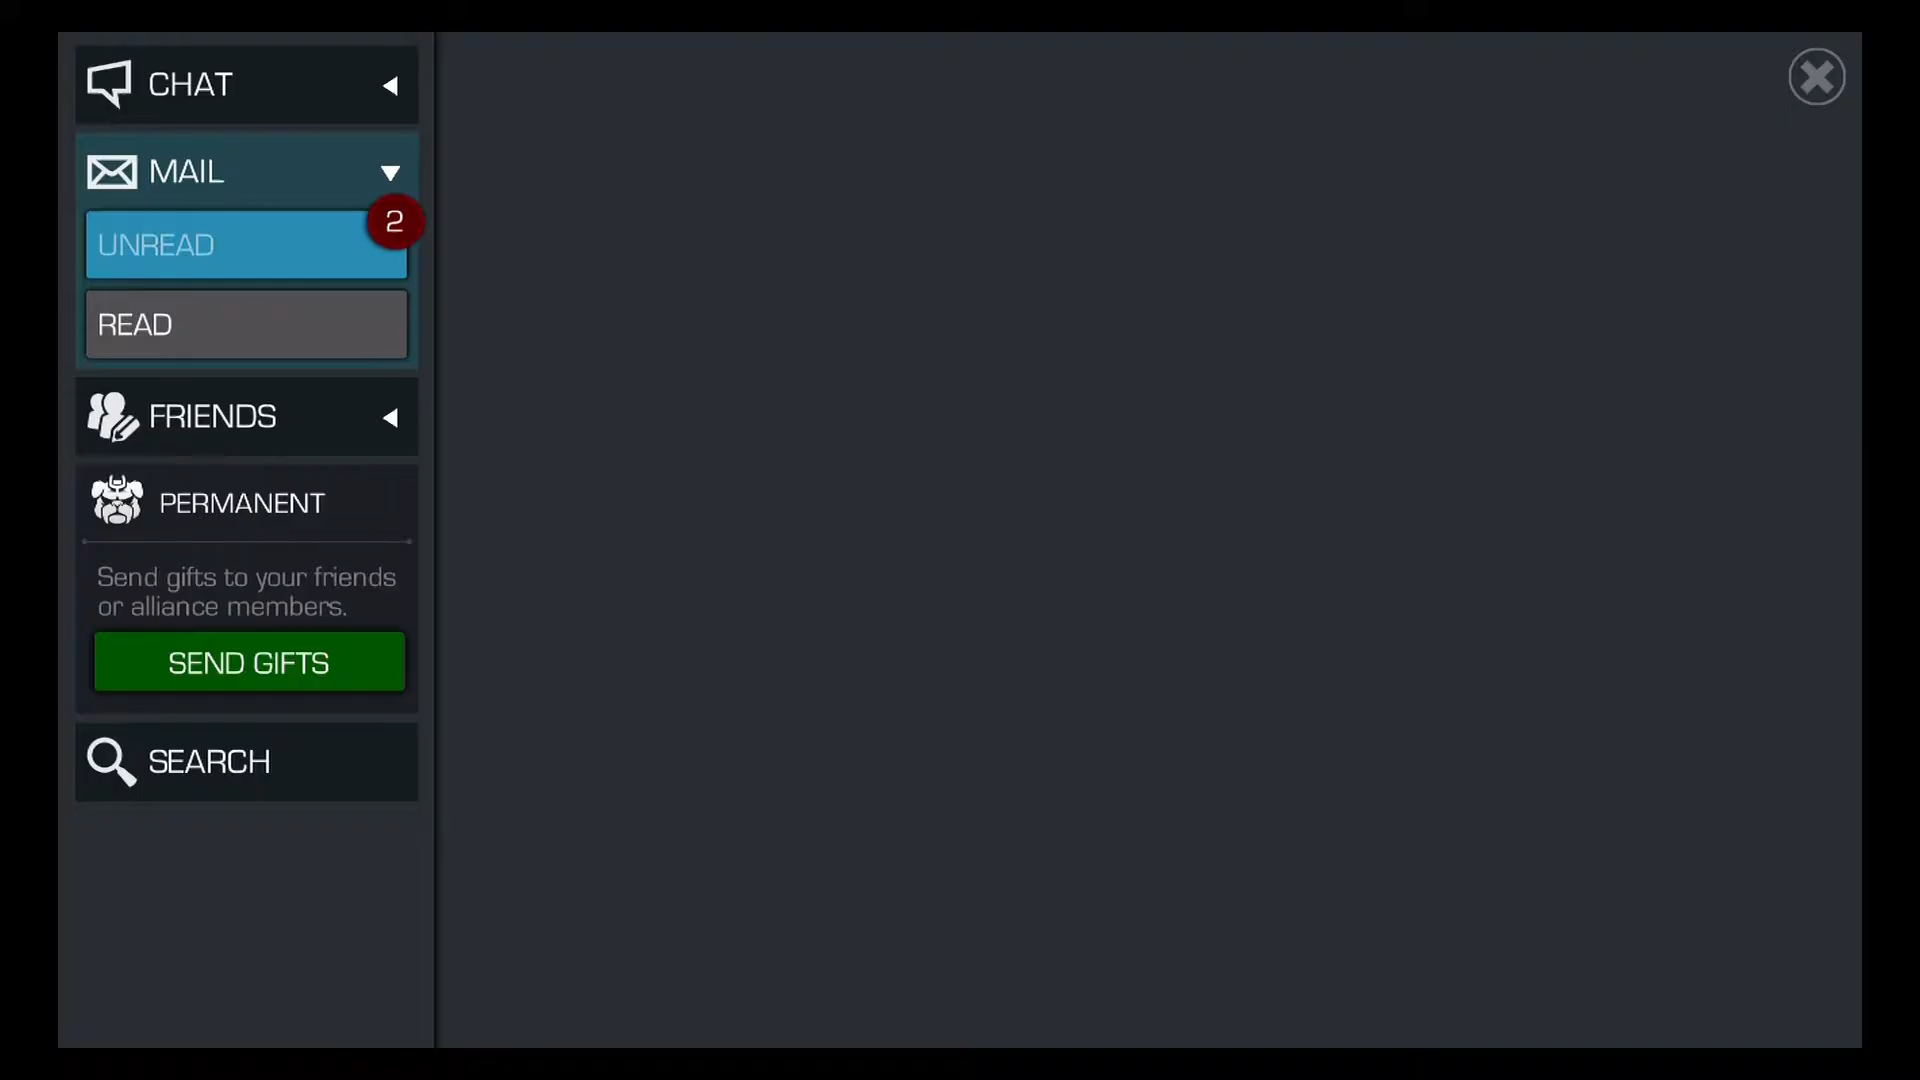 CHAT
MAIL
2
UNREAD
READ
FRIENDS
PERMANENT
Send gifts to your friends
or alliance members.
SEND GIFTS
SEARCH